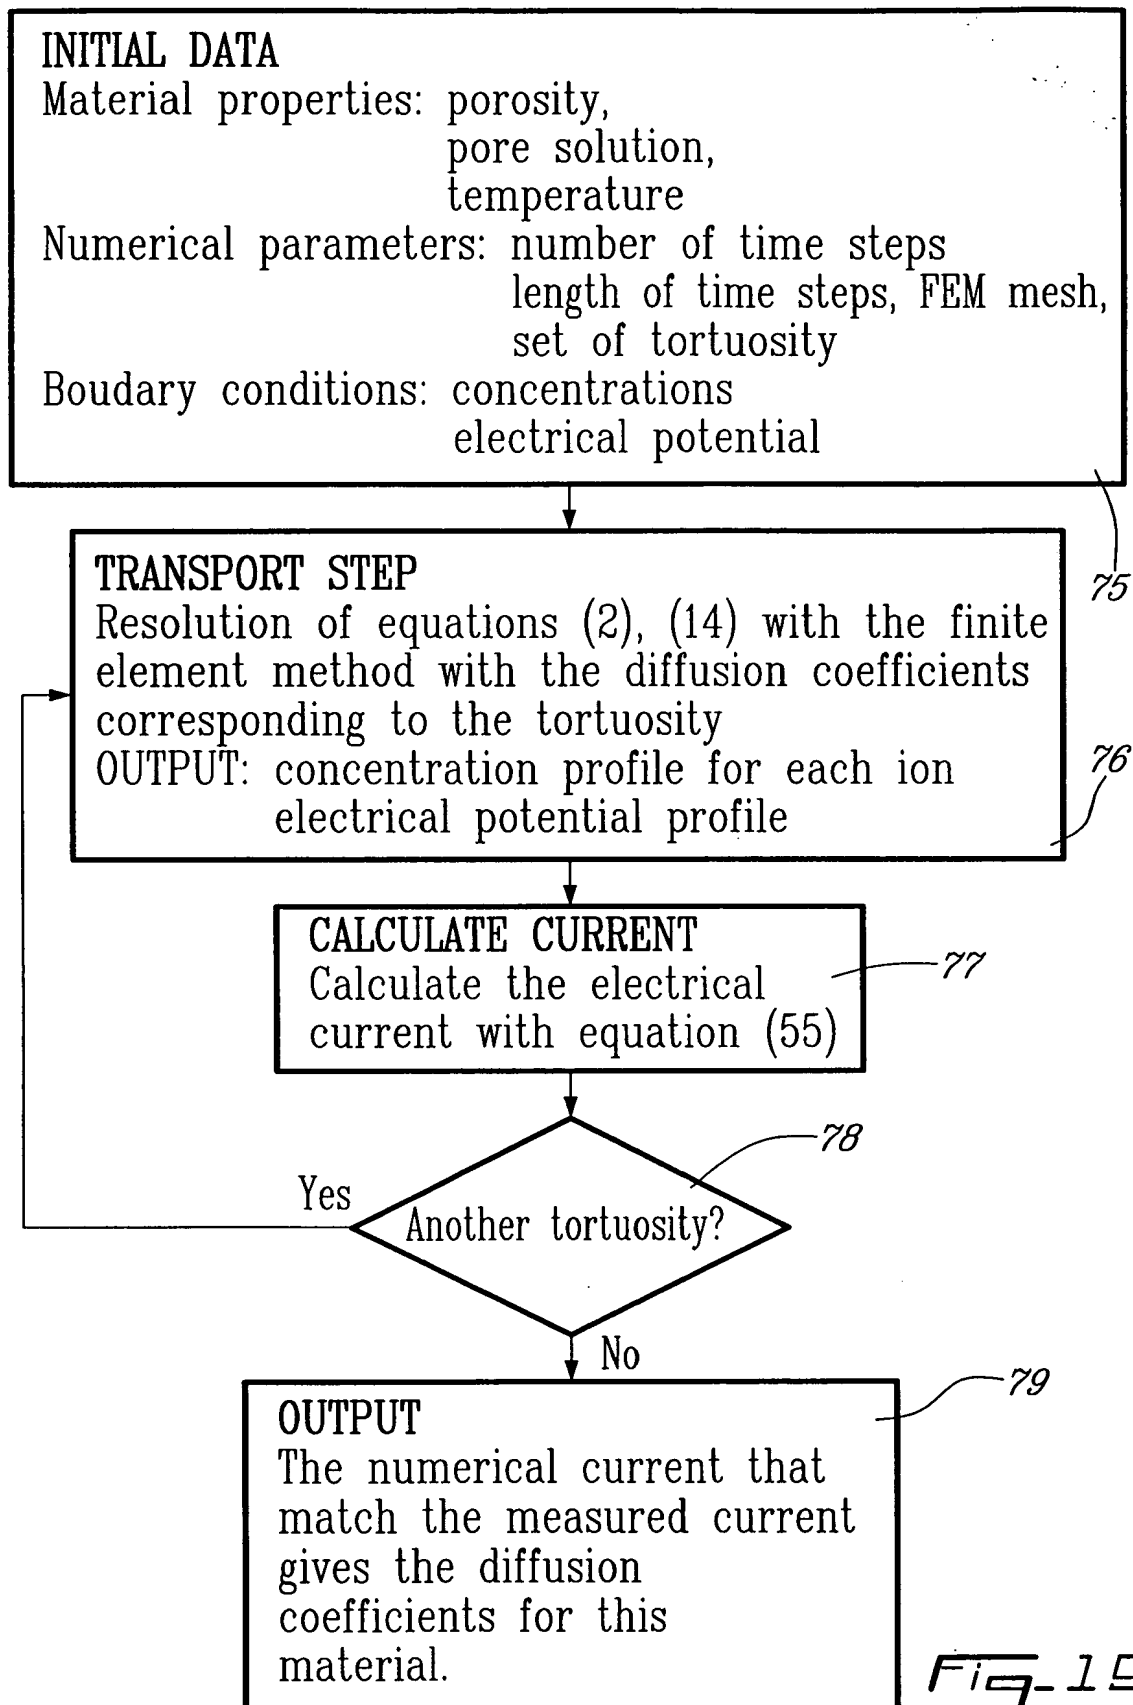 INITIAL DATA
Material properties: porosity,
pore solution,
temperature
Numerical parameters: number of time steps
length of time steps, FEM mesh,
set of tortuosity
Boudary conditions: concentrations
electrical potential
75
TRANSPORT STEP
Resolution of equations (2), (14) with the finite
element method with the diffusion coefficients
corresponding to the tortuosity
OUTPUT: concentration profile for each ion
electrical potential profile
76
CALCULATE CURRENT
Calculate the electrical
current with equation (55)
77
78
Yes
Another tortuosity?
No
79
OUTPUT
The numerical current that
match the measured current
gives the diffusion
coefficients for this
material.
Fig-